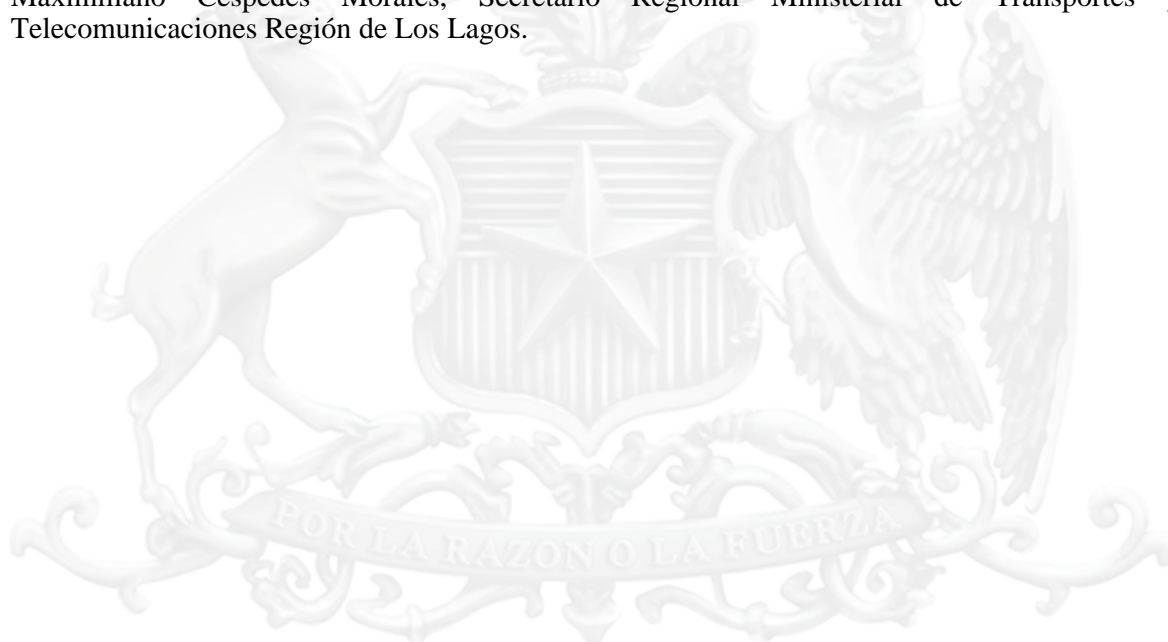 Maximiliano Céspedes Morales, Secretario Regional Ministerial de Transportes
Telecomunicaciones Región de Los Lagos.
POR LA RAZON O LA FUERZA